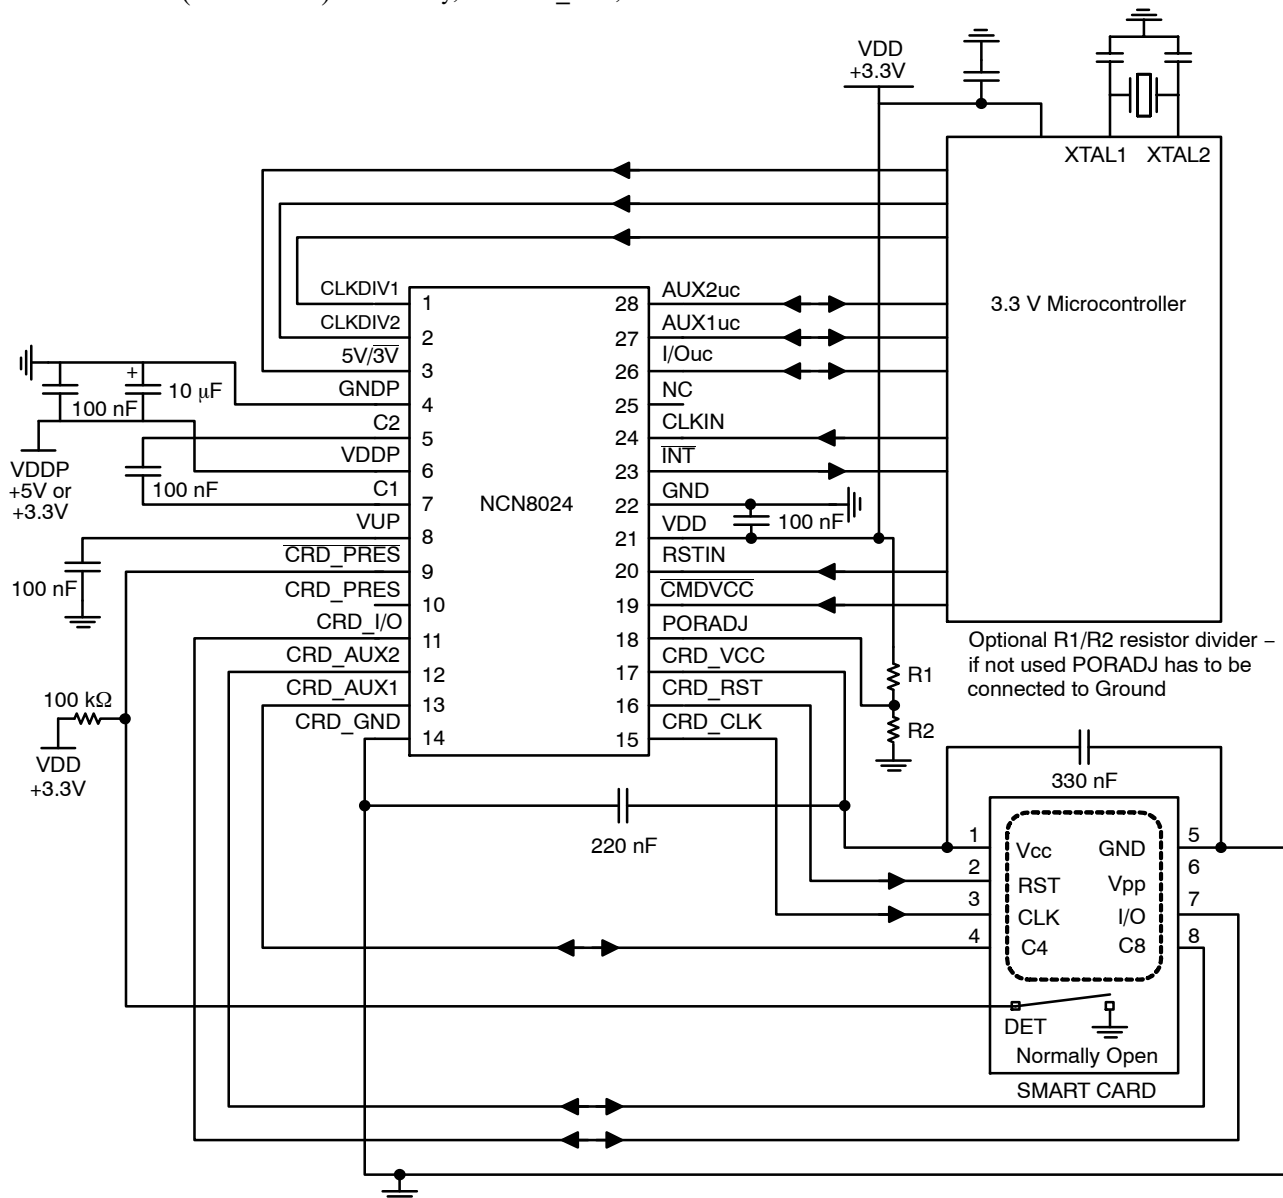 VDD
+3.3V
XTAL1 XTAL2
3.3 V Microcontroller
CLKDIV1
CLKDIV2
5V/3V
GNDP
C2
VDDP
C1
VUP
CRD_PRES
CRD_PRES
CRD_I/O
CRD_AUX2
CRD_AUX1
CRD_GND
1
2
3
4
5
6
7
8
9
10
11
12
13
14
NCN8024
28
27
26
25
24
23
22
21
20
19
18
17
16
15
AUX2uc
AUX1uc
I/Ouc
NC
CLKIN
INT
GND
VDD
RSTIN
CMDVCC
PORADJ
CRD_VCC
CRD_RST
CRD_CLK
+
10 μF
100 nF
VDDP
+5V or
+3.3V
100 nF
100 nF
100 nF
100 kΩ
VDD
+3.3V
R1
R2
Optional R1/R2 resistor divider –
if not used PORADJ has to be
connected to Ground
220 nF
330 nF
1
2
3
4
Vcc GND
RST Vpp
CLK I/O
C4 C8
5
6
7
8
DET
Normally Open
SMART CARD